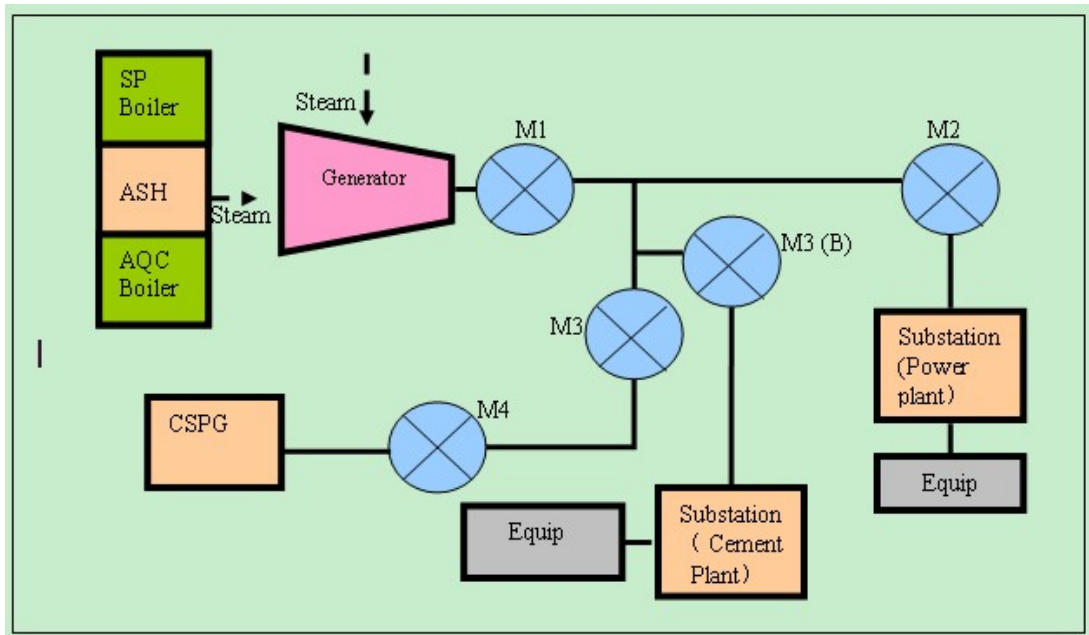 SP
Boiler
ASH
AQC
Boiler
Steam
Steam
Generator
M1
M2
M3 (B)
M3
M4
CSPG
Substation
(Power
plant)
Equip
Equip
Substation
( Cement
Plant)